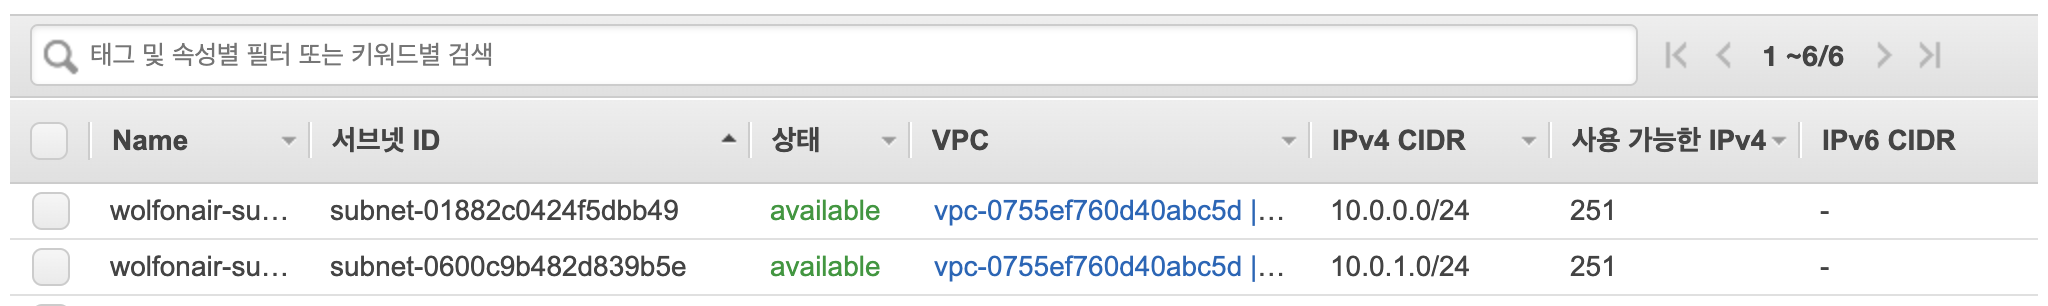 태그 및 속성별 필터 또는 키워드별 검색 1 ~6/6
Name 서브넷 ID 상태 VPC IPv4 CIDR 사용 가능한 IPv4 IPv6 CIDR
wolfonair-su... subnet-01882c0424f5dbb49 available vpc-0755ef760d40abc5d |... 10.0.0.0/24 251 -
wolfonair-su... subnet-0600c9b482d839b5e available vpc-0755ef760d40abc5d |... 10.0.1.0/24 251 -